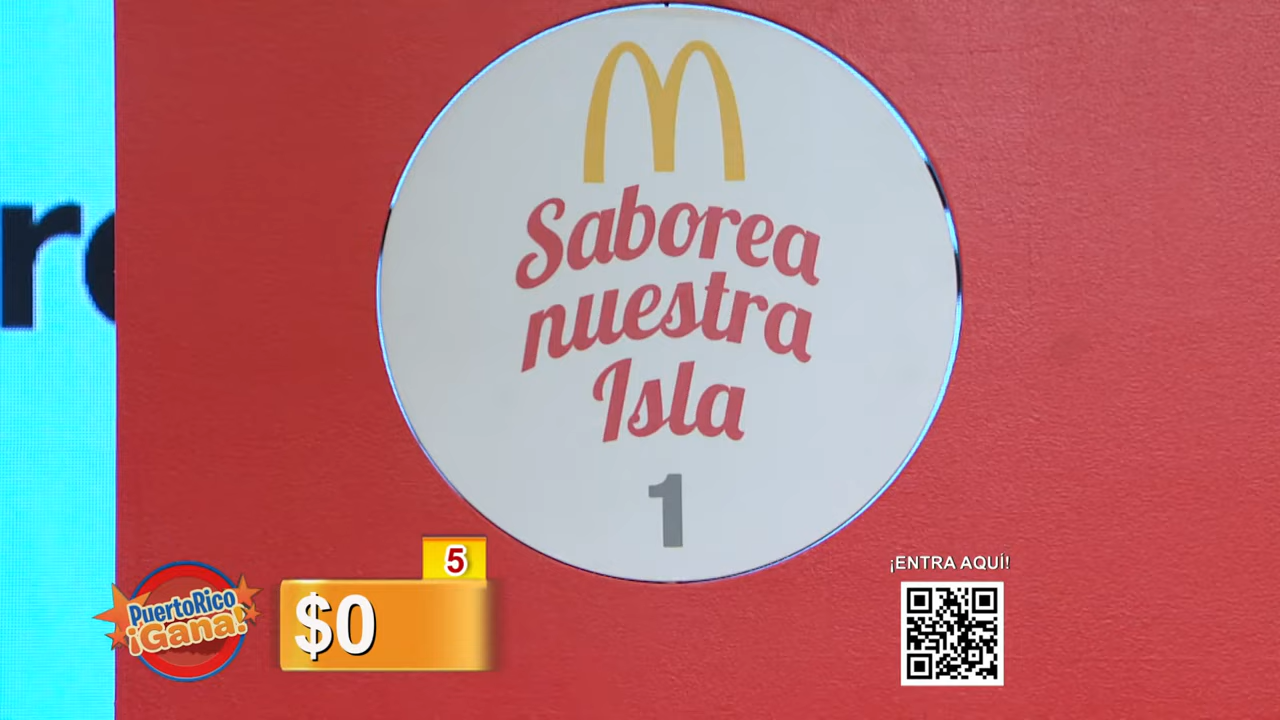 Saborea
nuestra
Isla
1
5
$0
PuertoRico
¡Gana!
¡ENTRA AQUÍ!